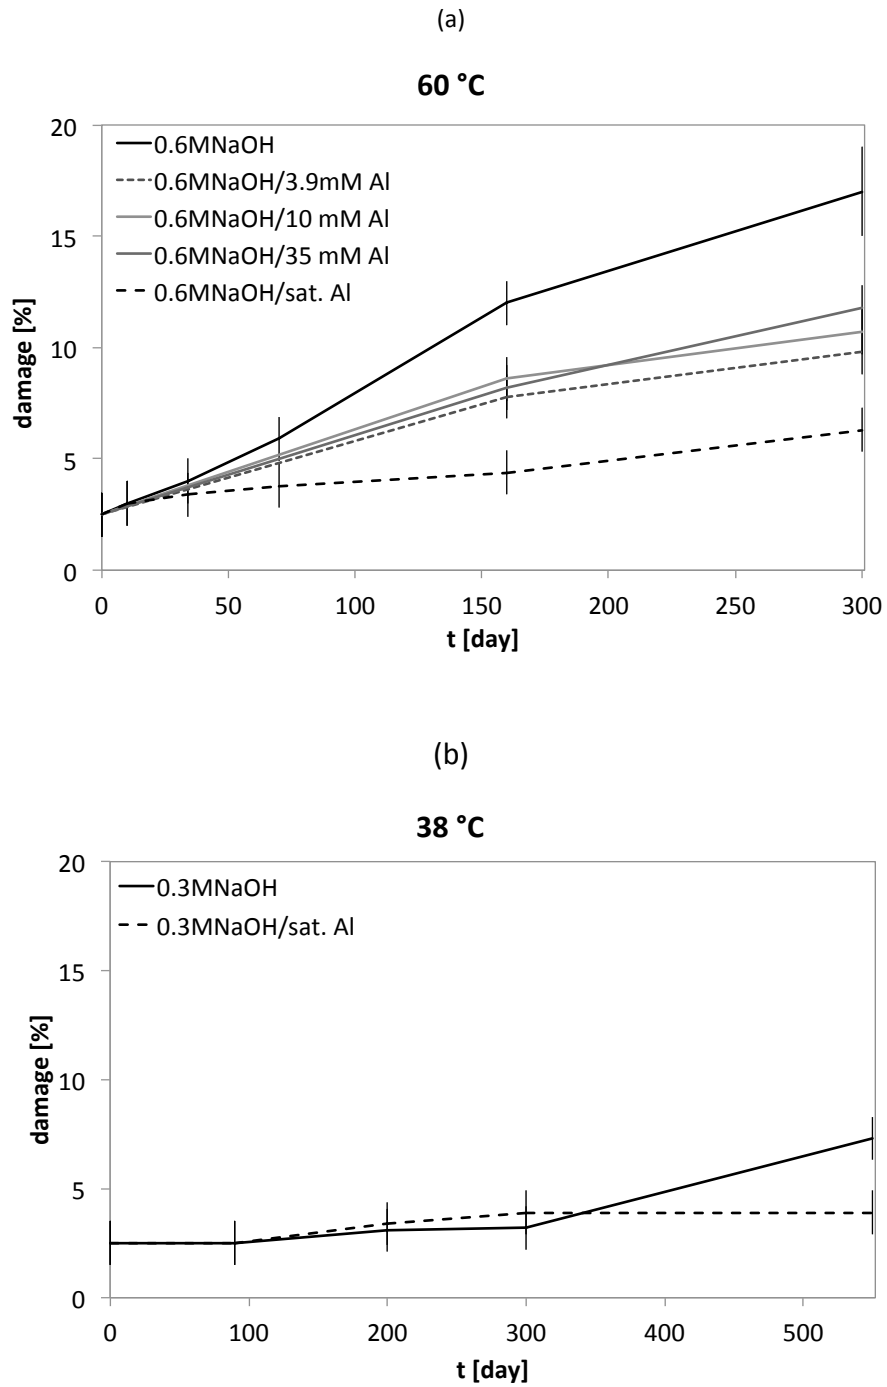 (a)
60 °C
20
15
10
5
0
damage [%]
0.6MNaOH
0.6MNaOH/3.9mM Al
0.6MNaOH/10 mM Al
0.6MNaOH/35 mM Al
0.6MNaOH/sat. Al
0 50 100 150 200 250 300
t [day]
(b)
38 °C
20
15
10
5
0
damage [%]
0.3MNaOH
0.3MNaOH/sat. Al
0 100 200 300 400 500
t [day]